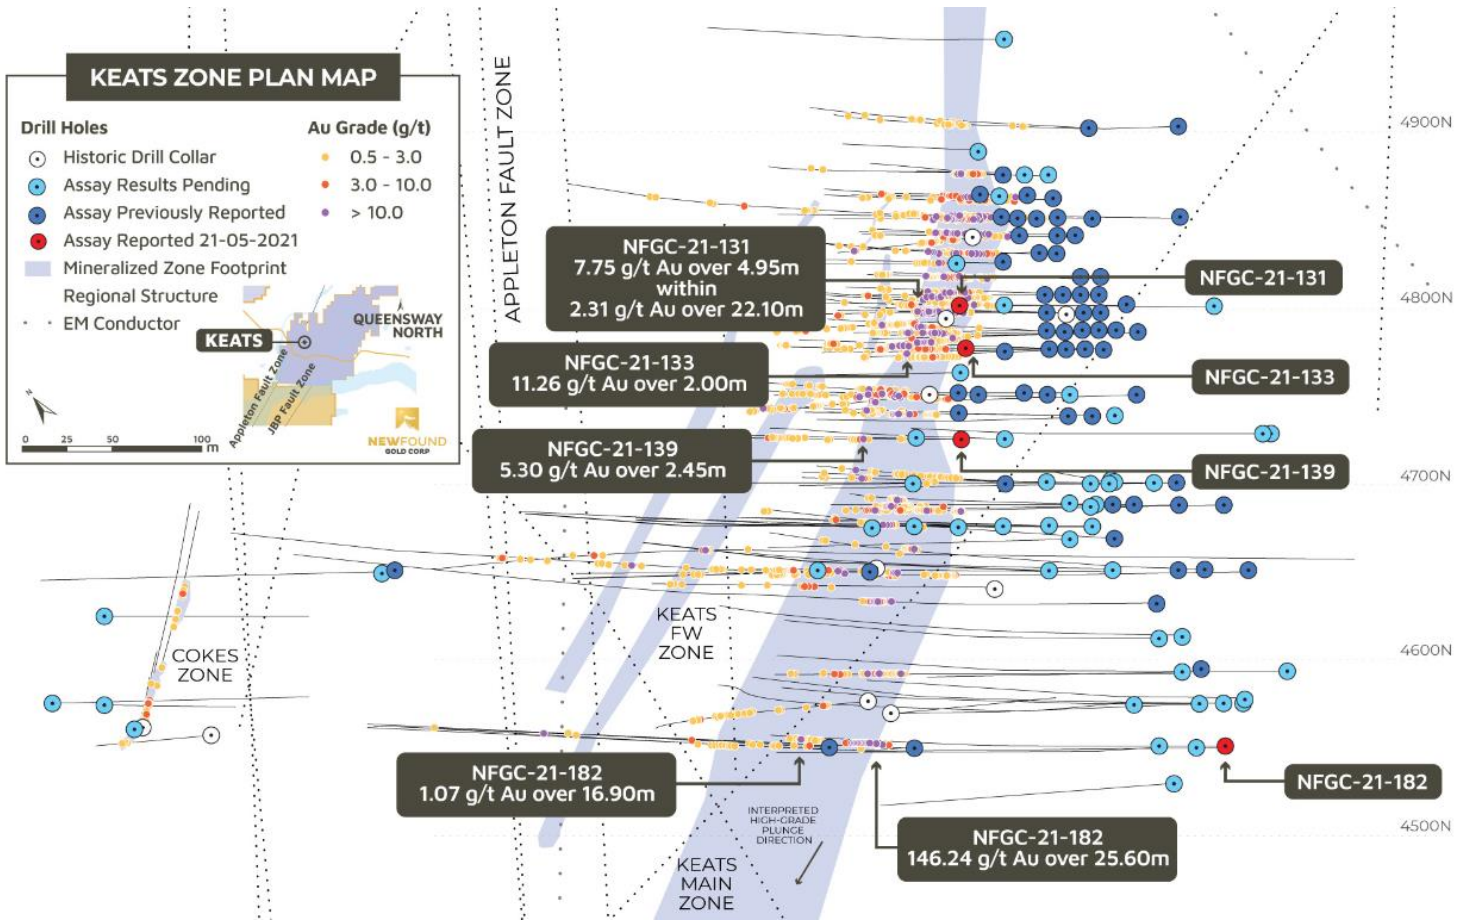 KEATS ZONE PLAN MAP
Drill Holes
Historic Drill Collar
Assay Results Pending
Assay Previously Reported
Assay Reported 21-05-2021
Mineralized Zone Footprint
Regional Structure
EM Conductor
Au Grade (g/t)
0.5 - 3.0
3.0 - 10.0
> 10.0
KEATS
QUEENSWAY
NORTH
Appleton Fault Zone
JBP Fault Zone
N
0 25 50 100
m
NEWFOUND
GOLD CORP
APPLETON FAULT ZONE
4900N
4800N
4700N
4600N
4500N
NFGC-21-131
7.75 g/t Au over 4.95m
within
2.31 g/t Au over 22.10m
NFGC-21-131
NFGC-21-133
11.26 g/t Au over 2.00m
NFGC-21-133
NFGC-21-139
5.30 g/t Au over 2.45m
NFGC-21-139
KEATS
FW
ZONE
COKES
ZONE
NFGC-21-182
1.07 g/t Au over 16.90m
NFGC-21-182
INTERPRETED
HIGH-GRADE
PLUNGE
DIRECTION
NFGC-21-182
146.24 g/t Au over 25.60m
KEATS
MAIN
ZONE